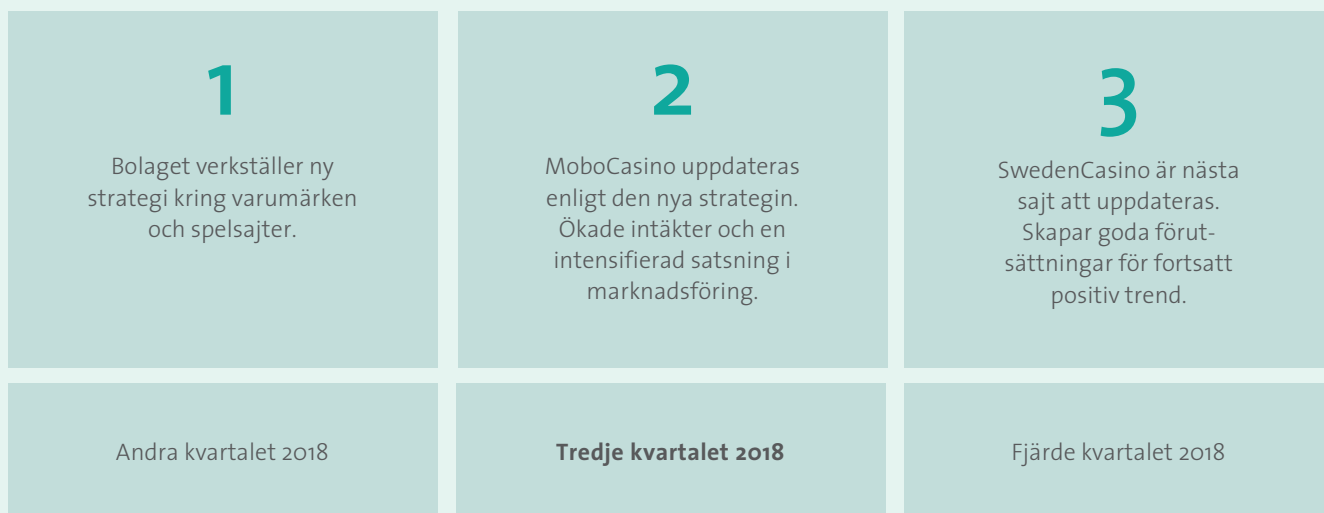 1
Bolaget verkställer ny
strategi kring varumärken
och spelsajter.
2
MoboCasino uppdateras
enligt den nya strategin.
Ökade intäkter och en
intensifierad satsning i
marknadsföring.
3
SwedenCasino är nästa
sajt att uppdateras.
Skapar goda förut-
sättningar för fortsatt
positiv trend.
Andra kvartalet 2018
Tredje kvartalet 2018
Fjärde kvartalet 2018